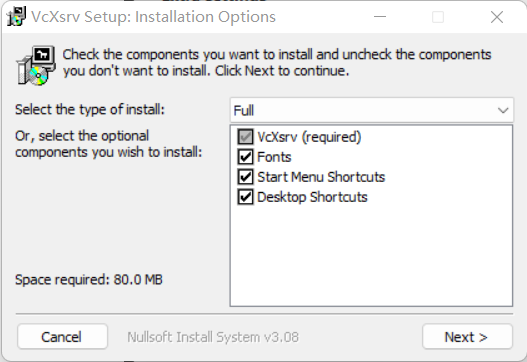 VcXsrv Setup: Installation Options
Check the components you want to install and uncheck the components
you don't want to install. Click Next to continue.
Select the type of install:
Full
Or, select the optional
components you wish to install:
VcXsrv (required)
Fonts
Start Menu Shortcuts
Desktop Shortcuts
Space required: 80.0 MB
Cancel
Nullsoft Install System v3.08
Next >